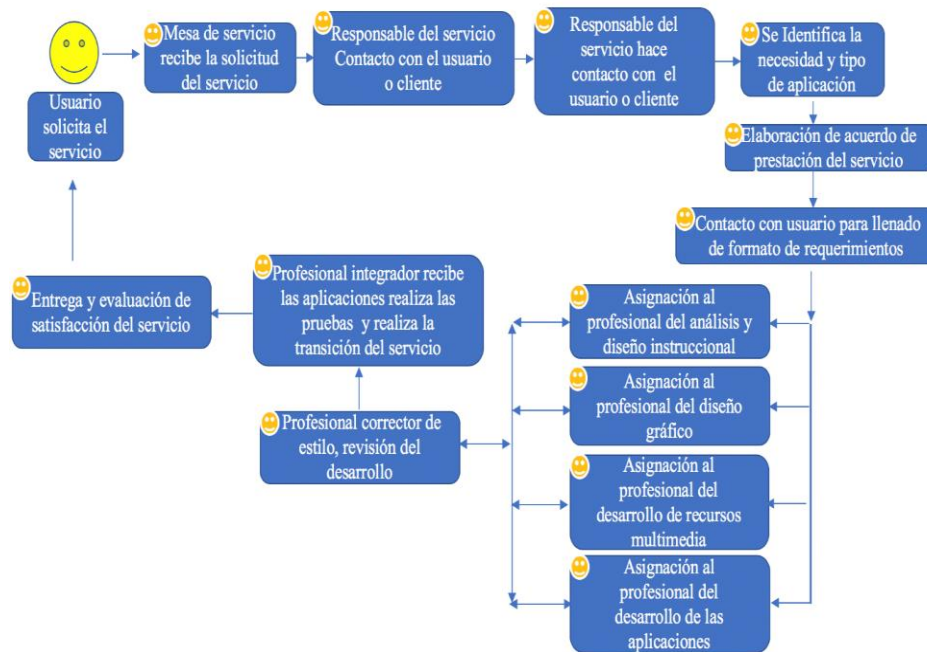 Usuario
solicita el
servicio
Mesa de servicio
recibe la solicitud
del servicio
Responsable del servicio
Contacto con el usuario
o cliente
Responsable del
servicio hace
contacto con el
usuario o cliente
Se Identifica la
necesidad y tipo
de aplicación
Elaboración de acuerdo de
prestación del servicio
Contacto con usuario para llenado
de formato de requerimientos
Asignación al
profesional del análisis y
diseño instruccional
Asignación al
profesional del diseño
gráfico
Asignación al
profesional del
desarrollo de recursos
multimedia
Asignación al
profesional del
desarrollo de las
aplicaciones
Profesional corrector de
estilo, revisión del
desarrollo
Profesional integrador recibe
las aplicaciones realiza las
pruebas y realiza la
transición del servicio
Entrega y evaluación de
satisfacción del servicio